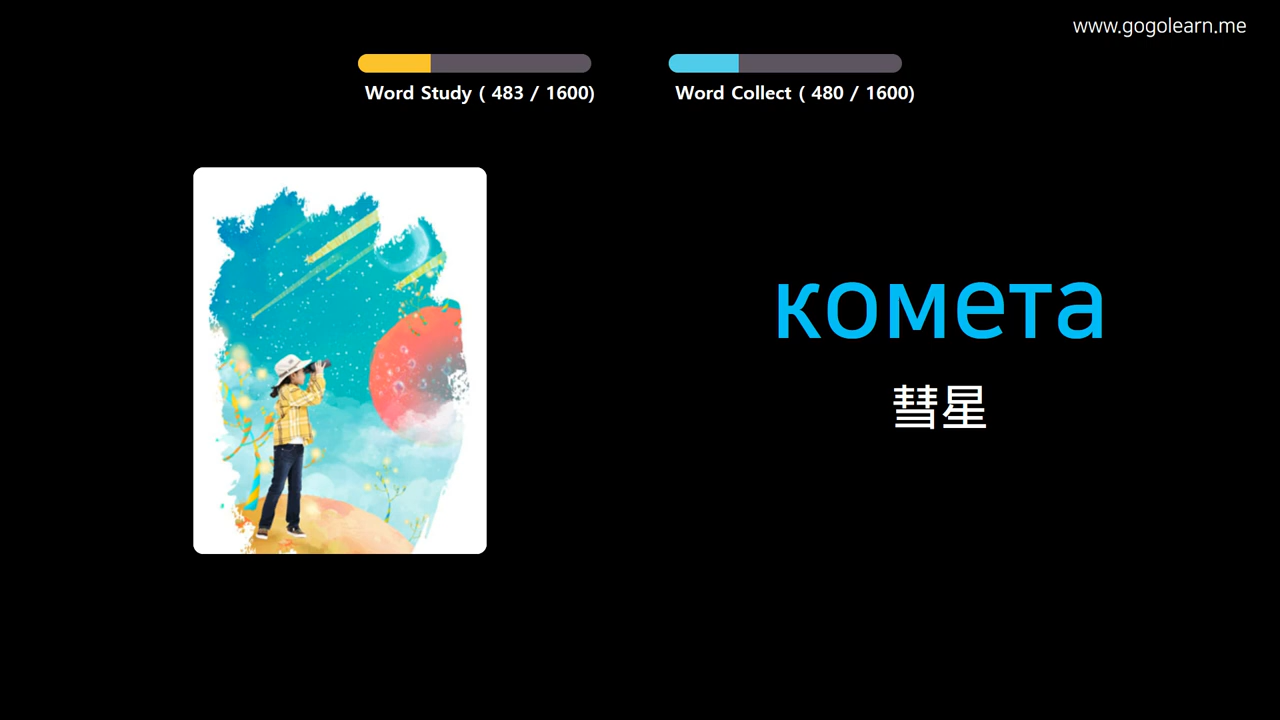 www.gogolearn.me
Word Study ( 483 / 1600)
Word Collect ( 480 / 1600)
комета
彗星